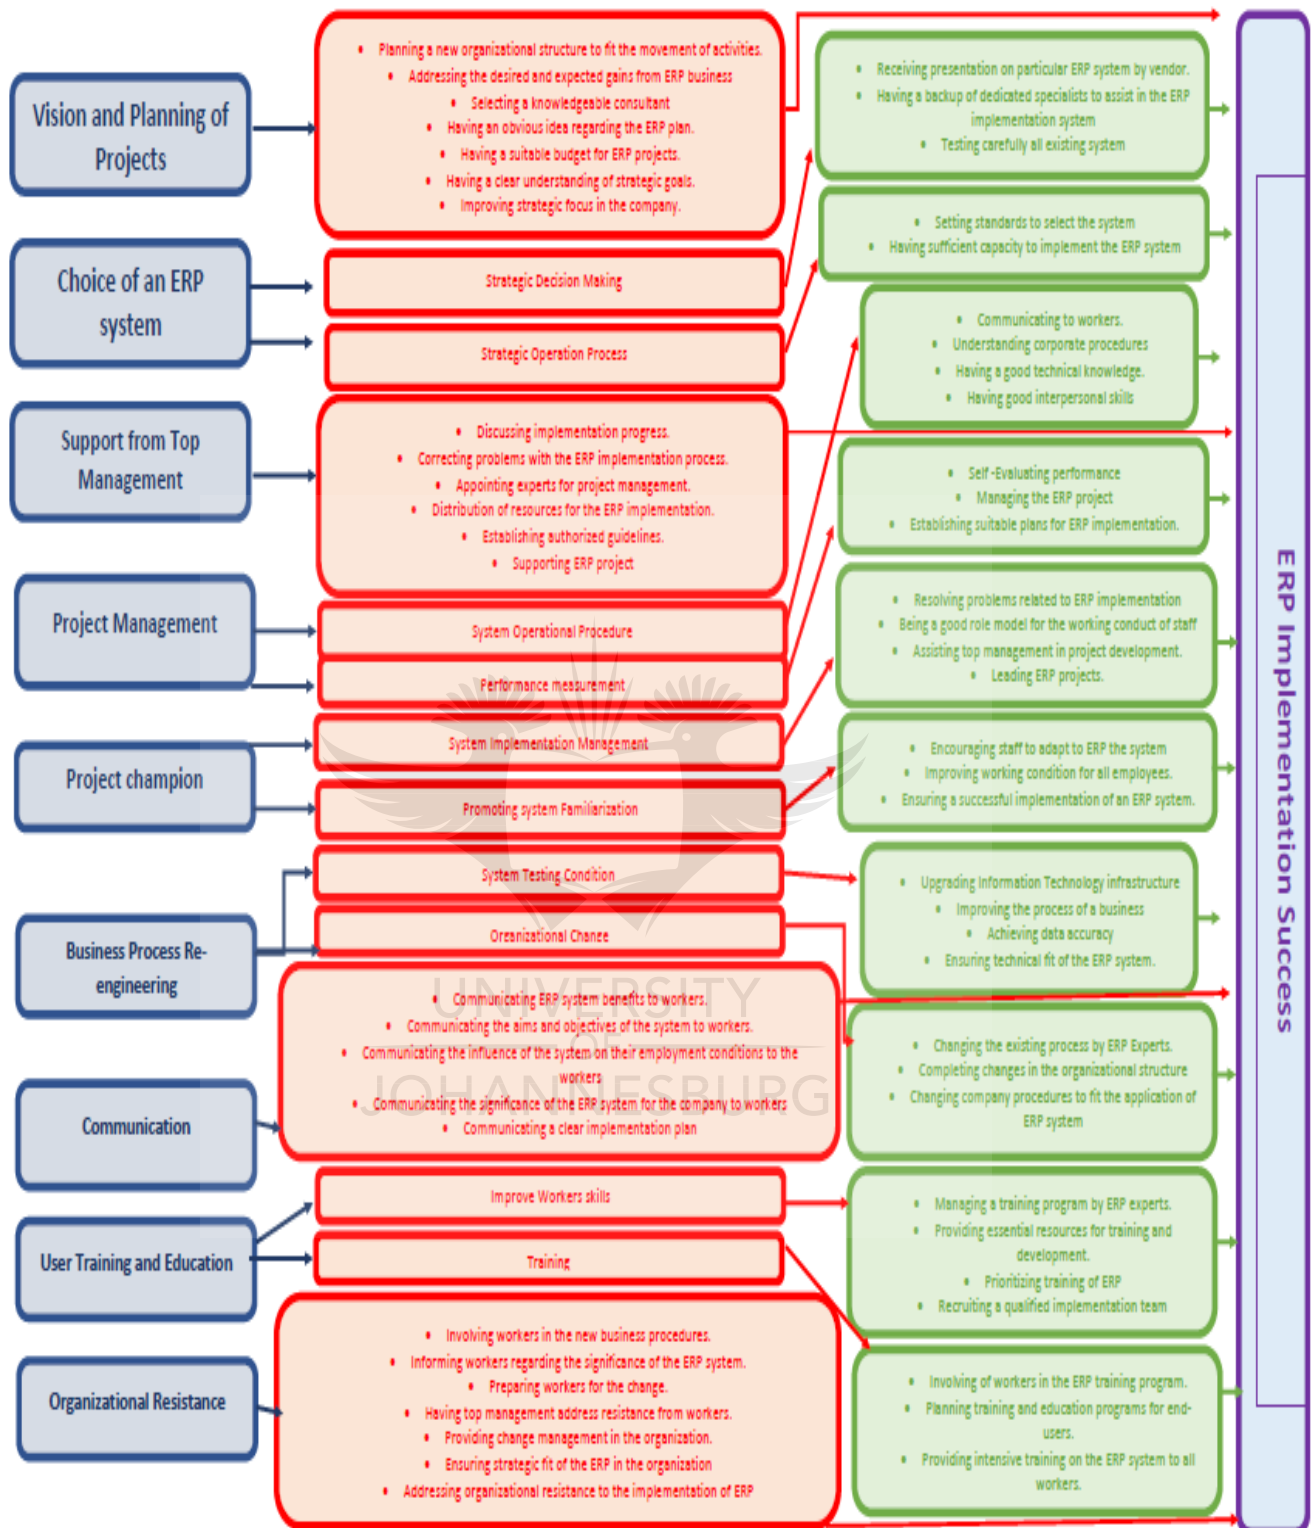 Vision and Planning of
Projects
• Planning a new organizational structure to fit the movement of activities.
• Addressing the desired and expected gains from ERP business
• Selecting a knowledgeable consultant
• Having an obvious idea regarding the ERP plan.
• Having a suitable budget for ERP projects.
• Having a clear understanding of strategic goals.
• Improving strategic focus in the company.
• Receiving presentation on particular ERP system by vendor.
• Having a backup of dedicated specialists to assist in the ERP
implementation system
• Testing carefully all existing system
Choice of an ERP
system
Strategic Decision Making
Strategic Operation Process
• Setting standards to select the system
• Having sufficient capacity to implement the ERP system
• Communicating to workers.
• Understanding corporate procedures
• Having a good technical knowledge.
• Having good interpersonal skills
Support from Top
Management
• Discussing implementation progress.
• Correcting problems with the ERP implementation process.
• Appointing experts for project management.
• Distribution of resources for the ERP implementation.
• Establishing authorized guidelines.
• Supporting ERP project
• Self -Evaluating performance
• Managing the ERP project
• Establishing suitable plans for ERP implementation.
Project Management
System Operational Procedure
Performance measurement
• Resolving problems related to ERP implementation
• Being a good role model for the working conduct of staff
• Assisting top management in project development.
• Leading ERP projects.
Project champion
System Implementation Management
Promoting system Familiarization
• Encouraging staff to adapt to ERP the system
• Improving working condition for all employees.
• Ensuring a successful implementation of an ERP system.
Business Process Re-
engineering
System Testing Condition
Organizational Change
• Upgrading Information Technology infrastructure
• Improving the process of a business
• Achieving data accuracy
• Ensuring technical fit of the ERP system.
Communication
• Communicating ERP system benefits to workers.
• Communicating the aims and objectives of the system to workers.
• Communicating the influence of the system on their employment conditions to the
workers
• Communicating the significance of the ERP system for the company to workers
• Communicating a clear implementation plan
• Changing the existing process by ERP Experts.
• Completing changes in the organizational structure
• Changing company procedures to fit the application of
ERP system
User Training and Education
Improve Workers skills
Training
• Managing a training program by ERP experts.
• Providing essential resources for training and
development.
• Prioritizing training of ERP
• Recruiting a qualified implementation team
Organizational Resistance
• Involving workers in the new business procedures.
• Informing workers regarding the significance of the ERP system.
• Preparing workers for the change.
• Having top management address resistance from workers.
• Providing change management in the organization.
• Ensuring strategic fit of the ERP in the organization
• Addressing organizational resistance to the implementation of ERP
• Involving of workers in the ERP training program.
• Planning training and education programs for end-
users.
• Providing intensive training on the ERP system to all
workers.
ERP Implementation Success
UNIVERSITY
OF
JOHANNESBURG